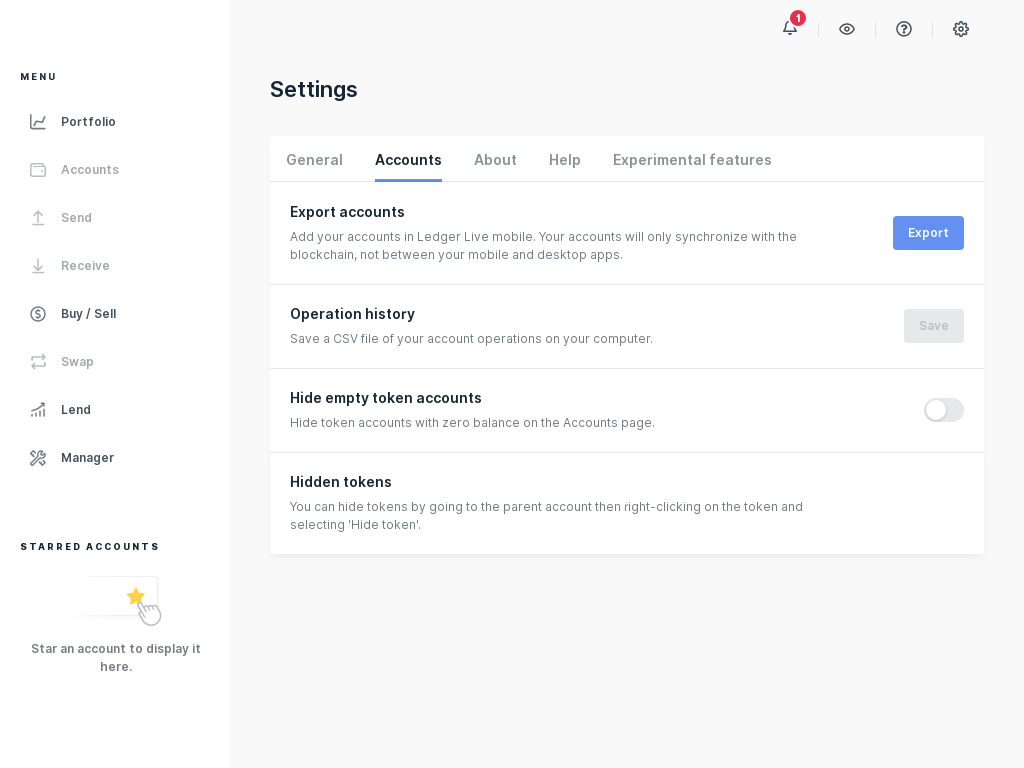 1
MENU
Portfolio
Accounts
Send
Receive
Buy / Sell
Swap
Lend
Manager
STARRED ACCOUNTS
Star an account to display it
here.
Settings
General Accounts About Help Experimental features
Export accounts
Add your accounts in Ledger Live mobile. Your accounts will only synchronize with the
blockchain, not between your mobile and desktop apps.
Export
Operation history
Save a CSV file of your account operations on your computer.
Save
Hide empty token accounts
Hide token accounts with zero balance on the Accounts page.
Hidden tokens
You can hide tokens by going to the parent account then right-clicking on the token and
selecting 'Hide token'.